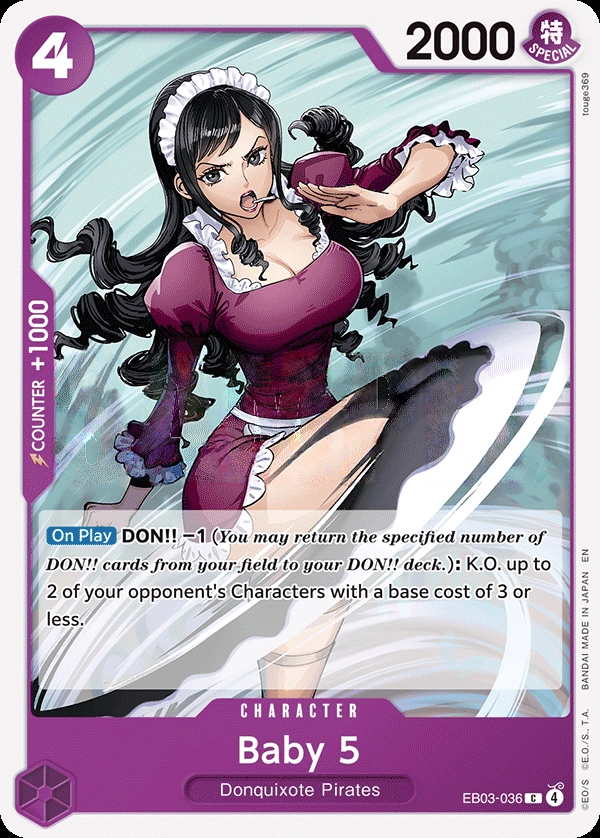 4
2000
特
SPECIAL
touge369
COUNTER +1000
On Play DON!! −1 (You may return the specified number of
DON!! cards from your field to your DON!! deck.): K.O. up to
2 of your opponent's Characters with a base cost of 3 or
less.
CHARACTER
Baby 5
Donquixote Pirates
EB03-036 C 4
©EO/S ©E.O./S., T.A. BANDAI MADE IN JAPAN EN